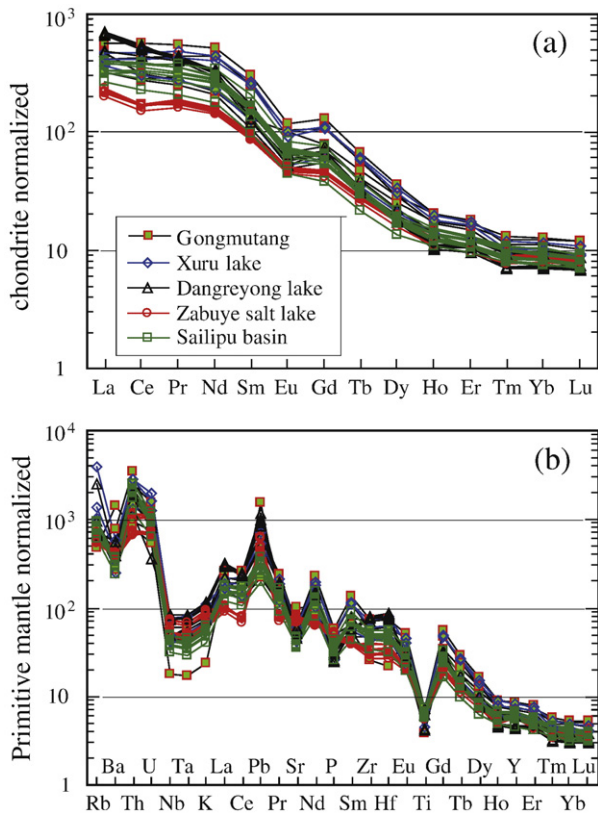 (a)
10³
10²
10
1
chondrite normalized
Gongmutang
Xuru lake
Dangreyong lake
Zabuye salt lake
Sailipu basin
La Ce Pr Nd Sm Eu Gd Tb Dy Ho Er Tm Yb Lu
(b)
10⁴
10³
10²
10
1
Primitive mantle normalized
Ba U Ta La Pb Sr P Zr Eu Gd Dy Y Tm Lu
Rb Th Nb K Ce Pr Nd Sm Hf Ti Tb Ho Er Yb